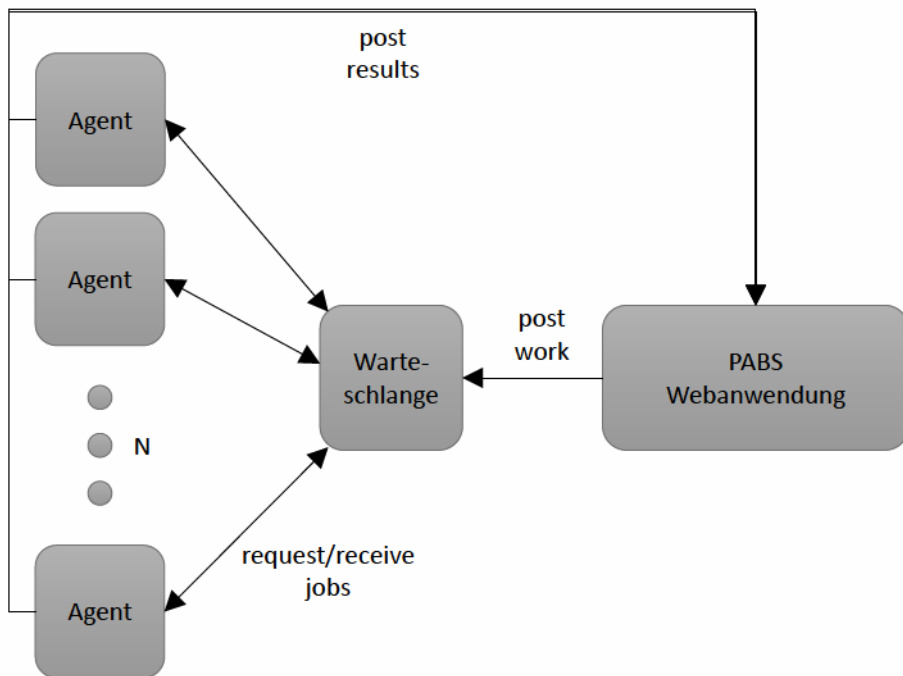 post
results
Agent
Agent
Warte-
schlange
post
work
PABS
Webanwendung
N
request/receive
jobs
Agent